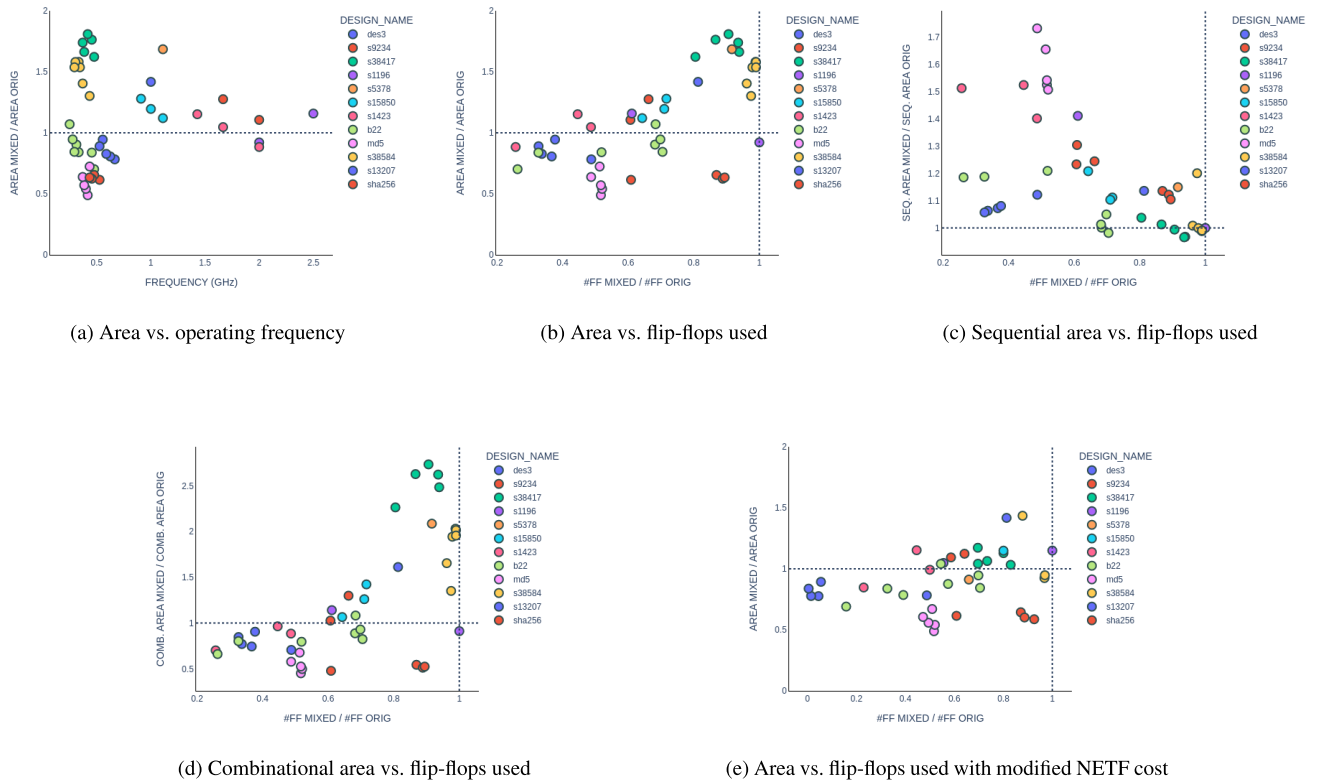 2
1.5
1
0.5
0
0.5
1
1.5
2
2.5
AREA MIXED / AREA ORIG
FREQUENCY (GHz)
DESIGN_NAME
des3
s9234
s38417
s1196
s5378
s15850
s1423
b22
md5
s38584
s13207
sha256
(a) Area vs. operating frequency
2
1.5
1
0.5
0
0.2
0.4
0.6
0.8
1
AREA MIXED / AREA ORIG
#FF MIXED / #FF ORIG
DESIGN_NAME
des3
s9234
s38417
s1196
s5378
s15850
s1423
b22
md5
s38584
s13207
sha256
(b) Area vs. flip-flops used
1.7
1.6
1.5
1.4
1.3
1.2
1.1
1
0.2
0.4
0.6
0.8
1
SEQ. AREA MIXED / SEQ. AREA ORIG
#FF MIXED / #FF ORIG
DESIGN_NAME
des3
s9234
s38417
s1196
s5378
s15850
s1423
b22
md5
s38584
s13207
sha256
(c) Sequential area vs. flip-flops used
2.5
2
1.5
1
0.5
0.2
0.4
0.6
0.8
1
COMB. AREA MIXED / COMB. AREA ORIG
#FF MIXED / #FF ORIG
DESIGN_NAME
des3
s9234
s38417
s1196
s5378
s15850
s1423
b22
md5
s38584
s13207
sha256
(d) Combinational area vs. flip-flops used
2
1.5
1
0.5
0
0
0.2
0.4
0.6
0.8
1
AREA MIXED / AREA ORIG
#FF MIXED / #FF ORIG
DESIGN_NAME
des3
s9234
s38417
s1196
s5378
s15850
s1423
b22
md5
s38584
s13207
sha256
(e) Area vs. flip-flops used with modified NETF cost